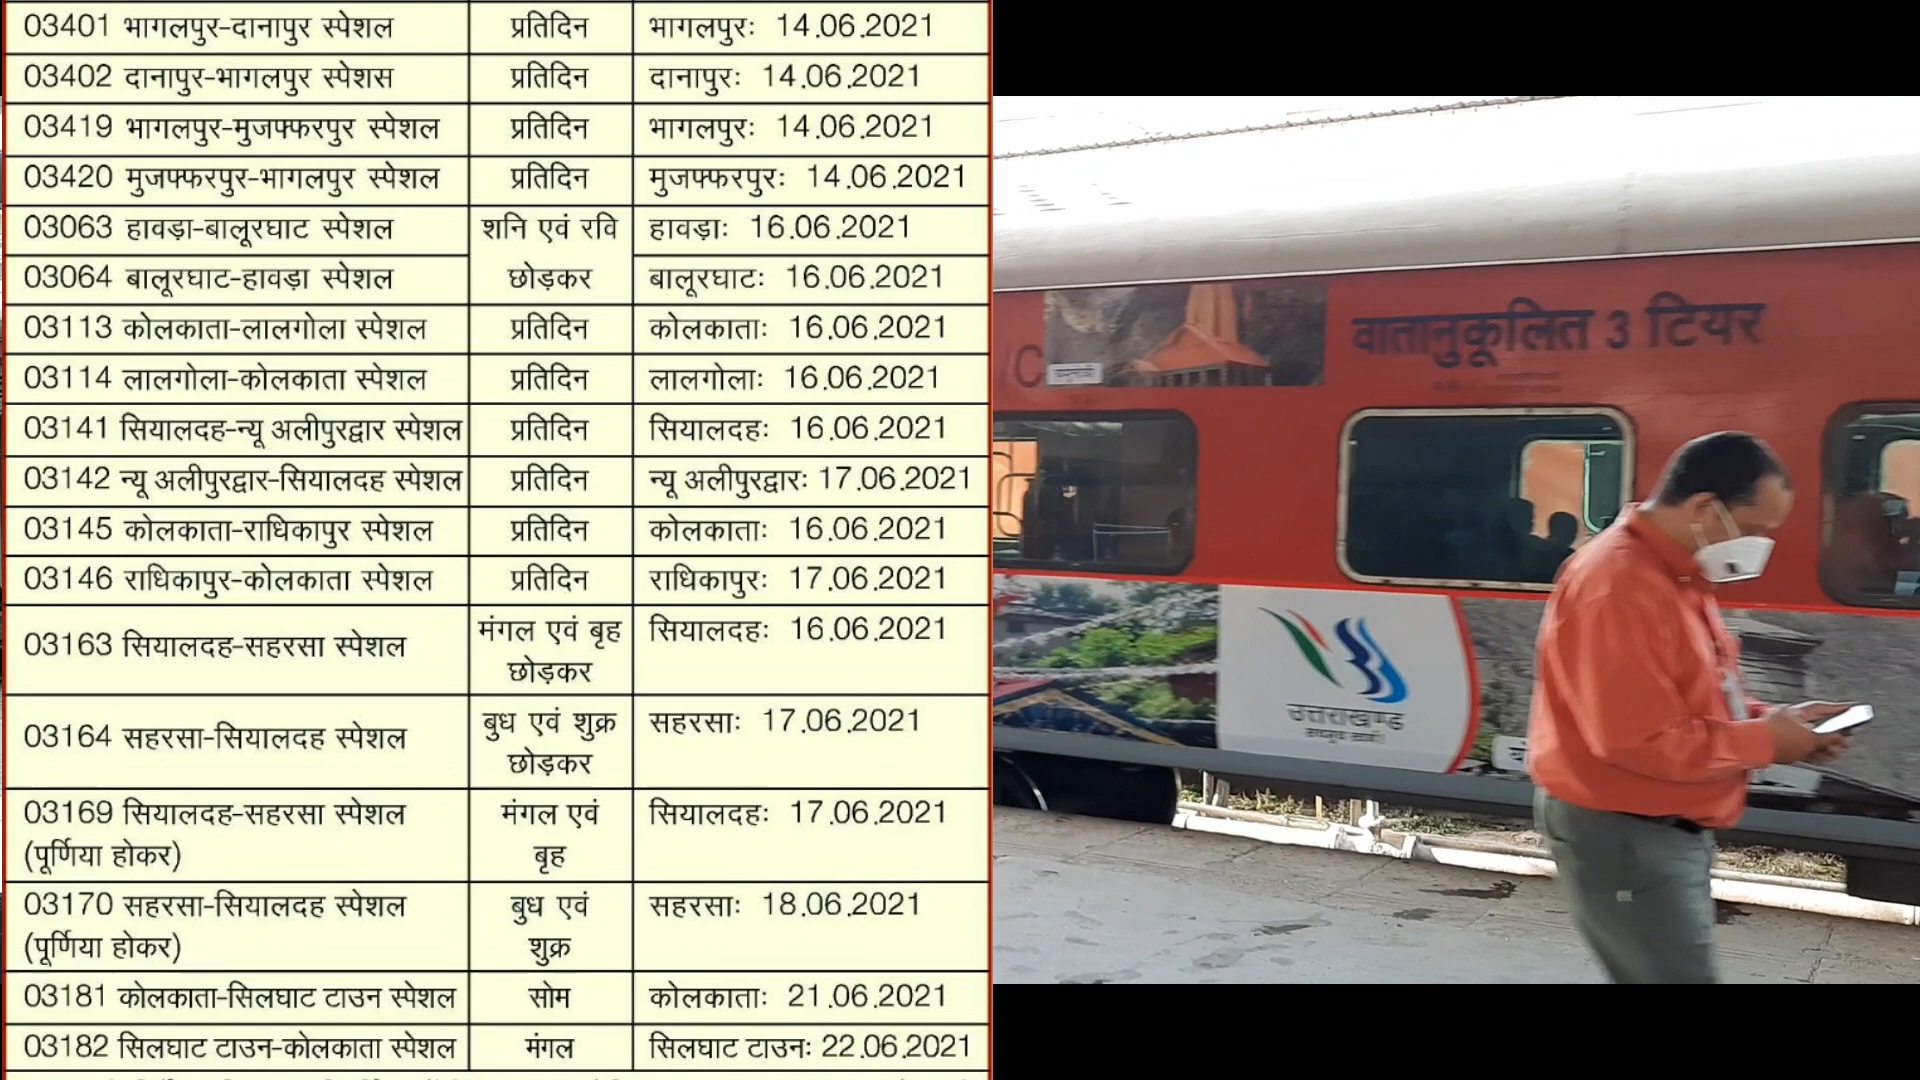 03401 भागलपुर-दानापुर स्पेशल प्रतिदिन भागलपुरः 14.06.2021
03402 दानापुर-भागलपुर स्पेशस प्रतिदिन दानापुरः 14.06.2021
03419 भागलपुर-मुजफ्फरपुर स्पेशल प्रतिदिन भागलपुरः 14.06.2021
03420 मुजफ्फरपुर-भागलपुर स्पेशल प्रतिदिन मुजफ्फरपुरः 14.06.2021
03063 हावड़ा-बालूरघाट स्पेशल शनि एवं रवि हावड़ाः 16.06.2021
03064 बालूरघाट-हावड़ा स्पेशल छोड़कर बालूरघाटः 16.06.2021
03113 कोलकाता-लालगोला स्पेशल प्रतिदिन कोलकाताः 16.06.2021
03114 लालगोला-कोलकाता स्पेशल प्रतिदिन लालगोलाः 16.06.2021
03141 सियालदह-न्यू अलीपुरद्वार स्पेशल प्रतिदिन सियालदहः 16.06.2021
03142 न्यू अलीपुरद्वार-सियालदह स्पेशल प्रतिदिन न्यू अलीपुरद्वारः 17.06.2021
03145 कोलकाता-राधिकापुर स्पेशल प्रतिदिन कोलकाताः 16.06.2021
03146 राधिकापुर-कोलकाता स्पेशल प्रतिदिन राधिकापुरः 17.06.2021
03163 सियालदह-सहरसा स्पेशल मंगल एवं बृह सियालदहः 16.06.2021
छोड़कर
03164 सहरसा-सियालदह स्पेशल बुध एवं शुक्र सहरसाः 17.06.2021
छोड़कर
03169 सियालदह-सहरसा स्पेशल मंगल एवं सियालदहः 17.06.2021
(पूर्णिया होकर) बृह
03170 सहरसा-सियालदह स्पेशल बुध एवं सहरसाः 18.06.2021
(पूर्णिया होकर) शुक्र
03181 कोलकाता-सिलघाट टाउन स्पेशल सोम कोलकाताः 21.06.2021
03182 सिलघाट टाउन-कोलकाता स्पेशल मंगल सिलघाट टाउनः 22.06.2021
वातानुकूलित 3 टियर
/C
उत्तराखण्ड